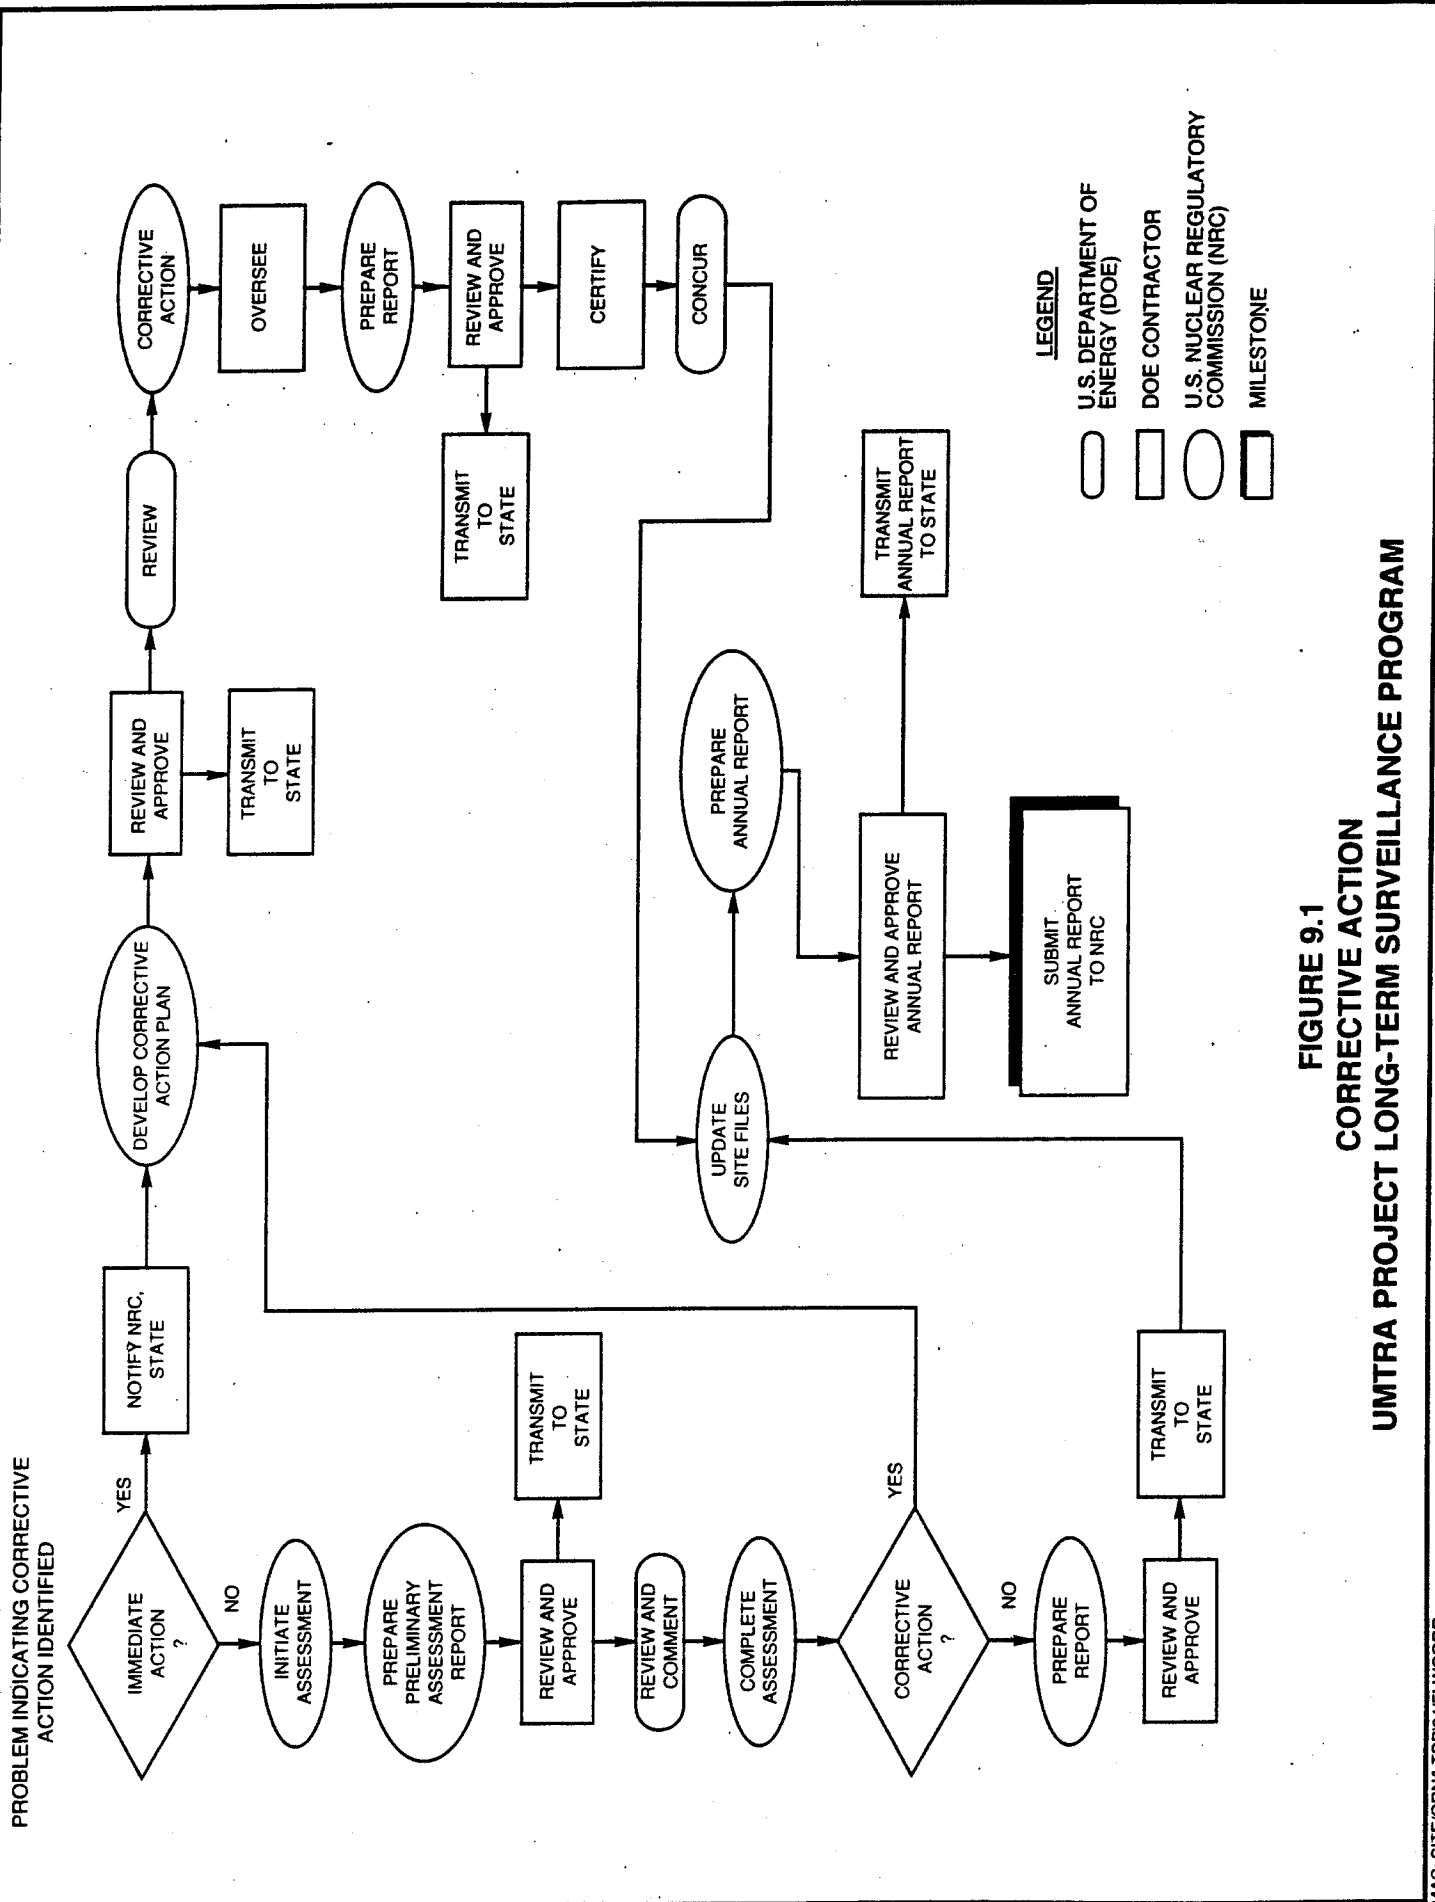 PROBLEM INDICATING CORRECTIVE
ACTION IDENTIFIED
IMMEDIATE
ACTION
?
YES
NO
NOTIFY NRC,
STATE
DEVELOP CORRECTIVE
ACTION PLAN
REVIEW AND
APPROVE
TRANSMIT
TO
STATE
REVIEW
CORRECTIVE
ACTION
OVERSEE
PREPARE
REPORT
REVIEW AND
APPROVE
TRANSMIT
TO
STATE
CERTIFY
CONCUR
INITIATE
ASSESSMENT
PREPARE
PRELIMINARY
ASSESSMENT
REPORT
REVIEW AND
APPROVE
TRANSMIT
TO
STATE
REVIEW AND
COMMENT
COMPLETE
ASSESSMENT
CORRECTIVE
ACTION
?
YES
NO
PREPARE
REPORT
REVIEW AND
APPROVE
TRANSMIT
TO
STATE
UPDATE
SITE FILES
PREPARE
ANNUAL REPORT
REVIEW AND APPROVE
ANNUAL REPORT
TRANSMIT
ANNUAL REPORT
TO STATE
SUBMIT
ANNUAL REPORT
TO NRC
LEGEND
U.S. DEPARTMENT OF
ENERGY (DOE)
DOE CONTRACTOR
U.S. NUCLEAR REGULATORY
COMMISSION (NRC)
MILESTONE
FIGURE 9.1
CORRECTIVE ACTION
UMTRA PROJECT LONG-TERM SURVEILLANCE PROGRAM